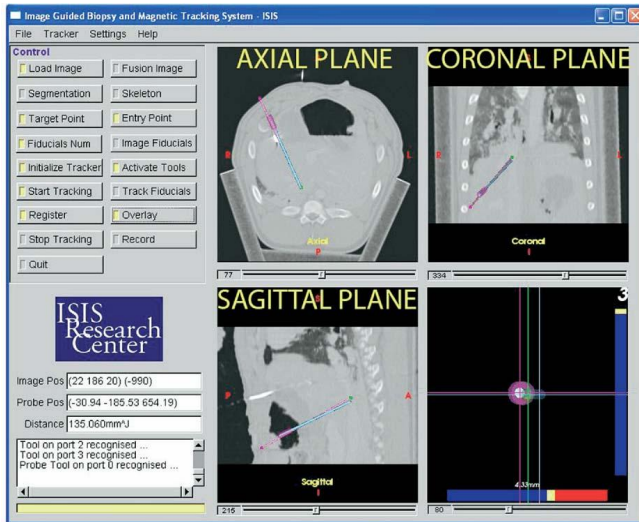 Image Guided Biopsy and Magnetic Tracking System - ISIS
File Tracker Settings Help
Control
Load Image Fusion Image
Segmentation Skeleton
Target Point Entry Point
Fiducials Num Image Fiducials
Initialize Tracker Activate Tools
Start Tracking Track Fiducials
Register Overlay
Stop Tracking Record
Quit
ISIS
Research
Center
Image Pos (22 186 20) (-990)
Probe Pos (-30.94 -185.53 654.19)
Distance 135.060mm^J
Tool on port 2 recognised ...
Tool on port 3 recognised ...
Probe Tool on port 0 recognised ...
AXIAL PLANE
R L
Axial
P
77
CORONAL PLANE
R L
Coronal
I
334
SAGITTAL PLANE
P A
Sagittal
I
215
3
4.33mm
80